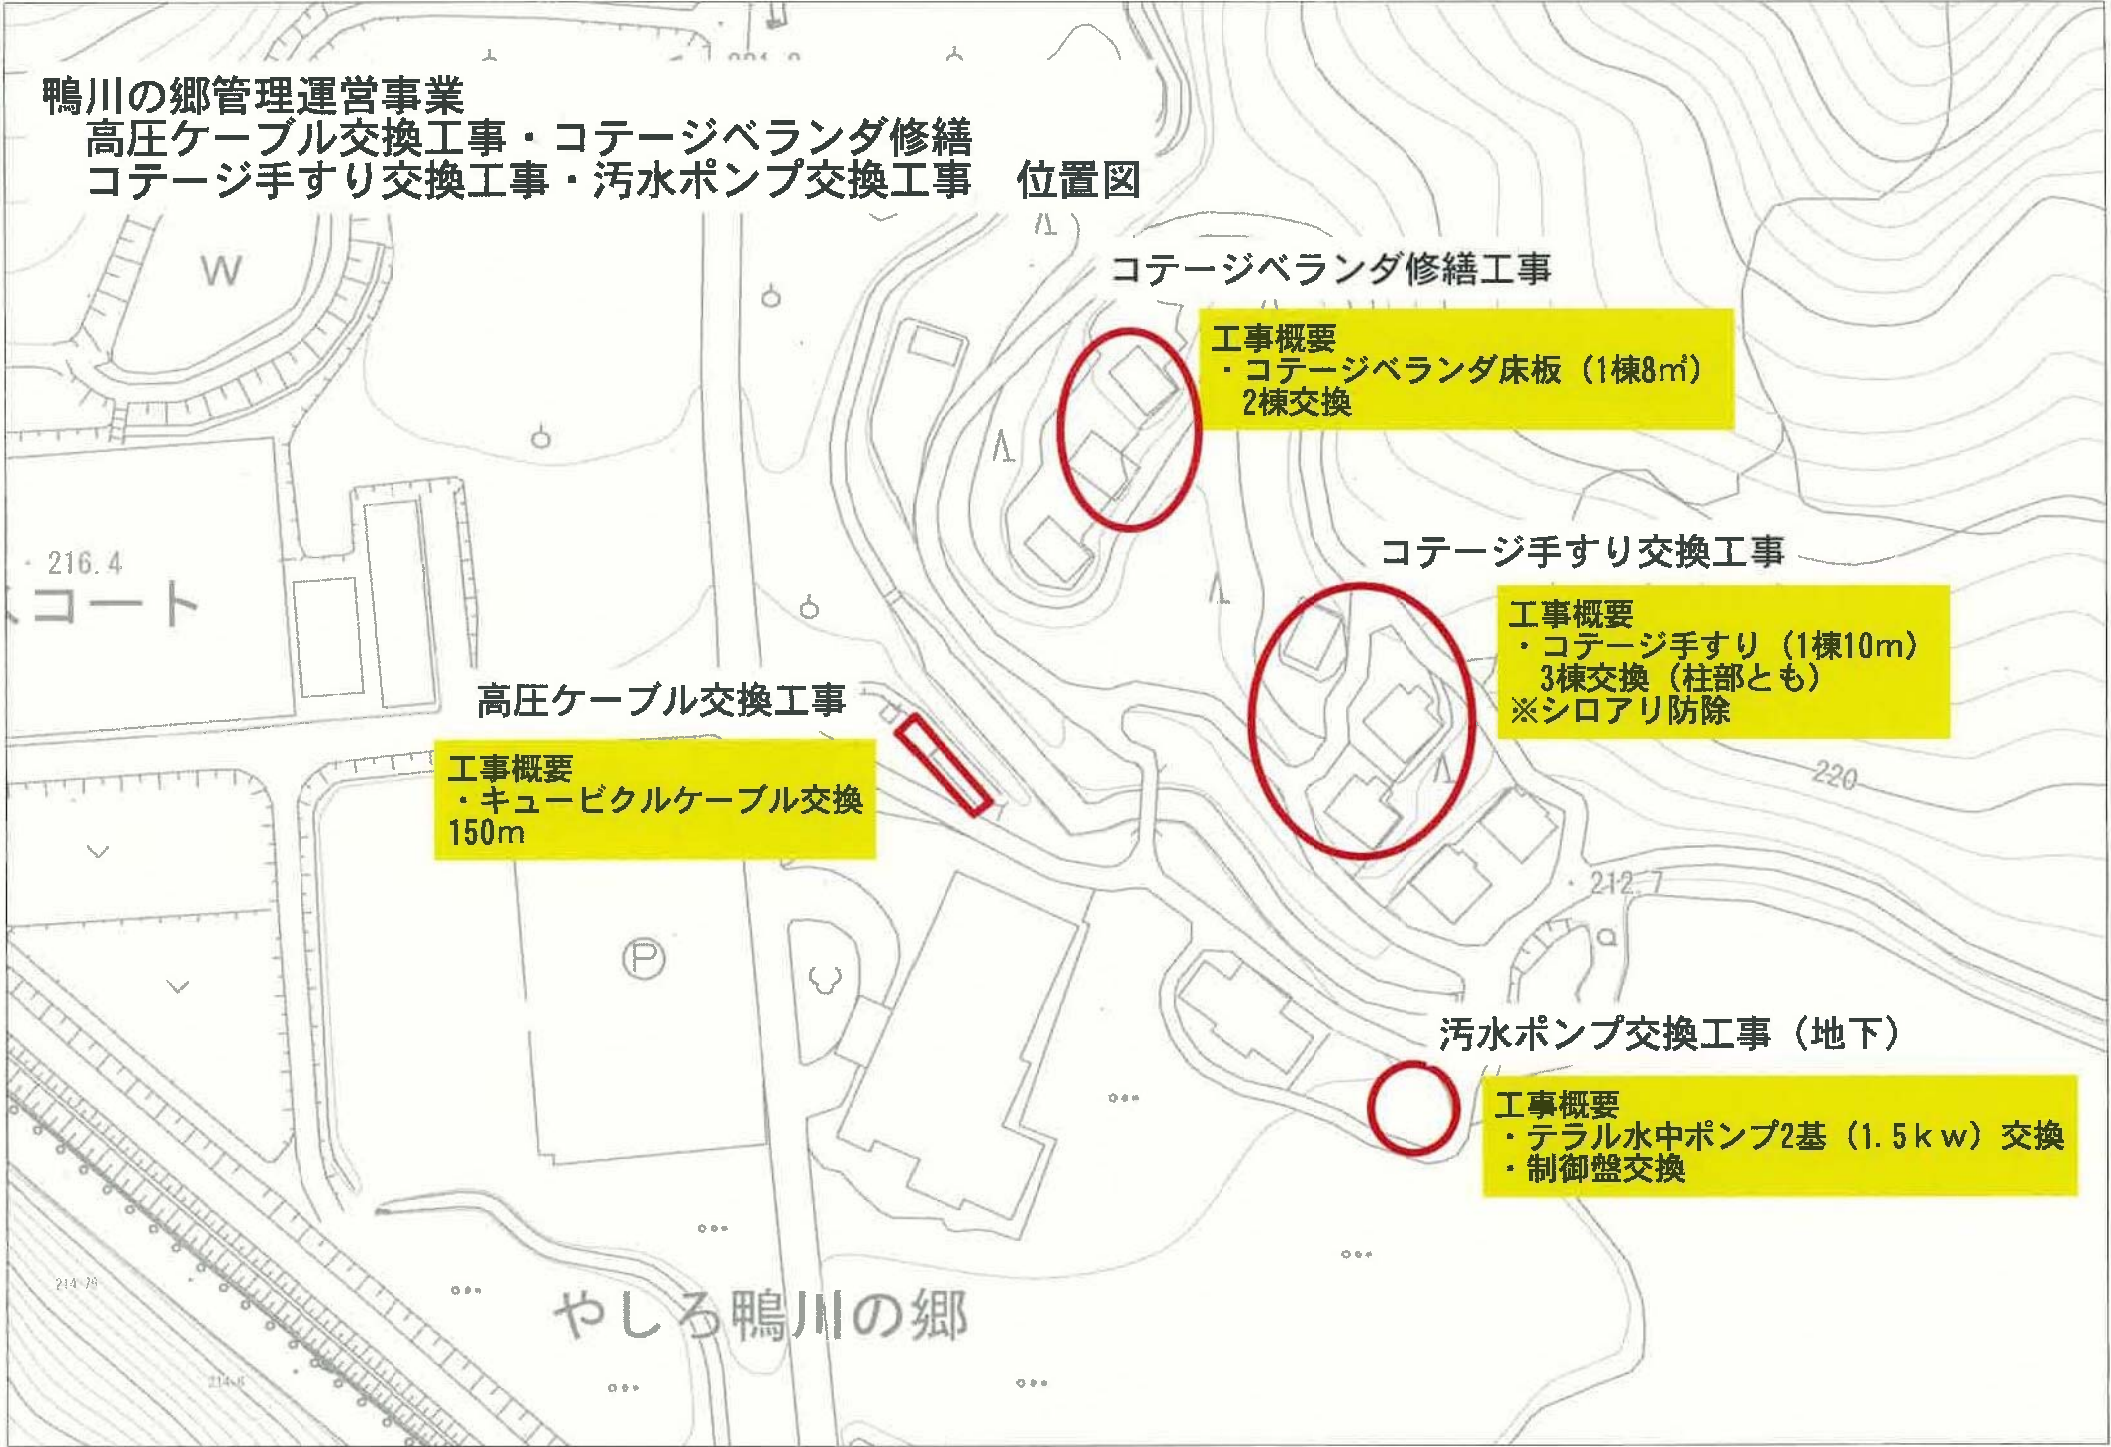 鴨川の郷管理運営事業
高圧ケーブル交換工事・コテージベランダ修繕
コテージ手すり交換工事・汚水ポンプ交換工事　位置図
W
コテージベランダ修繕工事
工事概要
・コテージベランダ床板（1棟8㎡）
2棟交換
216.4
コート
コテージ手すり交換工事
工事概要
・コテージ手すり（1棟10m）
3棟交換（柱部とも）
※シロアリ防除
高圧ケーブル交換工事
工事概要
・キュービクルケーブル交換
150m
220
212.7
P
汚水ポンプ交換工事（地下）
工事概要
・テラル水中ポンプ2基（1.5ｋｗ）交換
・制御盤交換
やしろ鴨川の郷